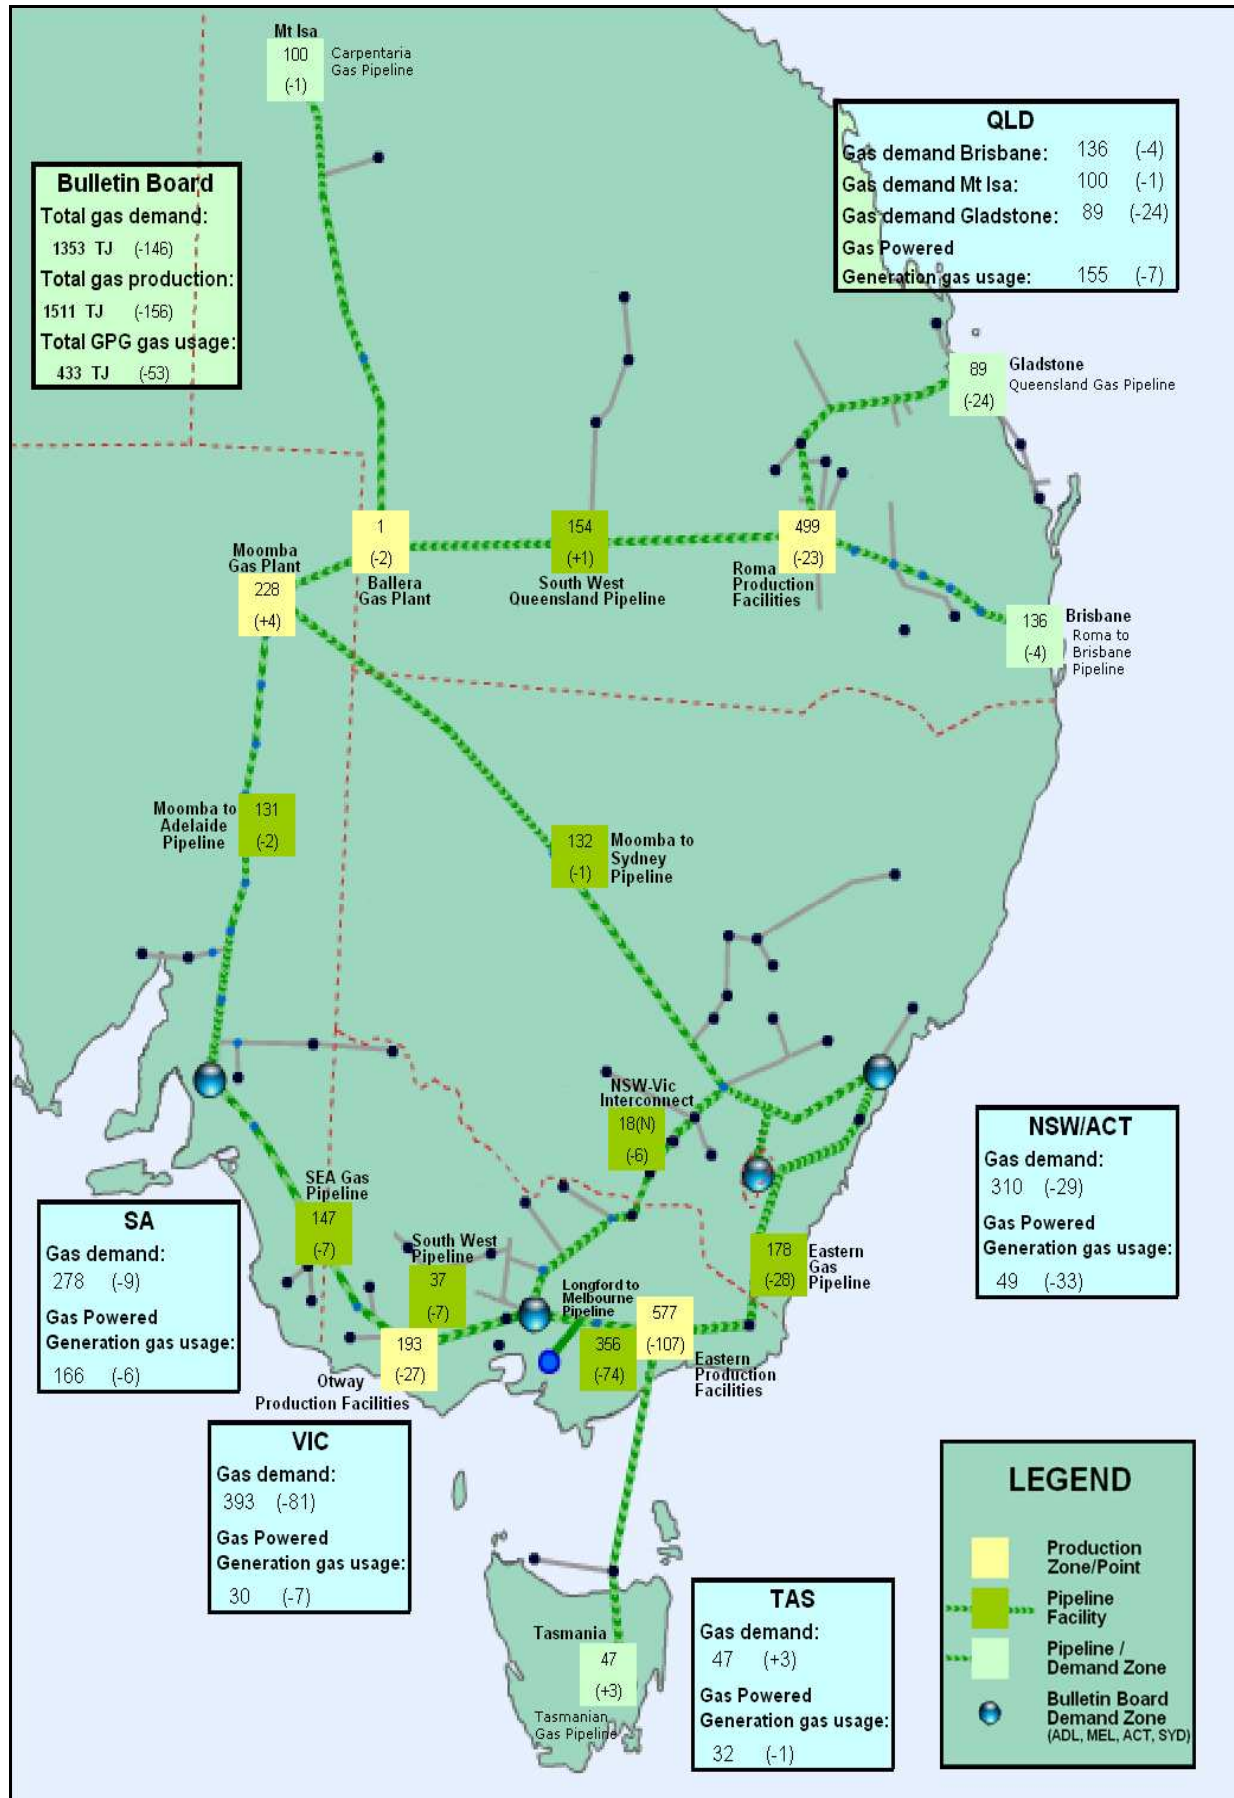 Mt Isa
100
(-1)
Carpentaria
Gas Pipeline
QLD
Gas demand Brisbane: 136 (-4)
Gas demand Mt Isa: 100 (-1)
Gas demand Gladstone: 89 (-24)
Gas Powered
Generation gas usage: 155 (-7)
Bulletin Board
Total gas demand:
1353 TJ (-146)
Total gas production:
1511 TJ (-156)
Total GPG gas usage:
433 TJ (-53)
89
(-24)
Gladstone
Queensland Gas Pipeline
1
(-2)
Ballera
Gas Plant
154
(+1)
South West
Queensland Pipeline
499
(-23)
Roma
Production
Facilities
Moomba
Gas Plant
228
(+4)
136
(-4)
Brisbane
Roma to
Brisbane
Pipeline
Moomba to
Adelaide
Pipeline
131
(-2)
132
(-1)
Moomba to
Sydney
Pipeline
NSW-Vic
Interconnect
18(N)
(-6)
NSW/ACT
Gas demand:
310 (-29)
Gas Powered
Generation gas usage:
49 (-33)
SEA Gas
Pipeline
147
(-7)
SA
Gas demand:
278 (-9)
Gas Powered
Generation gas usage:
166 (-6)
South West
Pipeline
37
(-7)
178
(-28)
Eastern
Gas
Pipeline
Longford to
Melbourne
Pipeline
356
(-74)
577
(-107)
Eastern
Production
Facilities
193
(-27)
Otway
Production Facilities
VIC
Gas demand:
393 (-81)
Gas Powered
Generation gas usage:
30 (-7)
Tasmania
47
(+3)
Tasmanian
Gas Pipeline
TAS
Gas demand:
47 (+3)
Gas Powered
Generation gas usage:
32 (-1)
LEGEND
Production
Zone/Point
Pipeline
Facility
Pipeline /
Demand Zone
Bulletin Board
Demand Zone
(ADL, MEL, ACT, SYD)